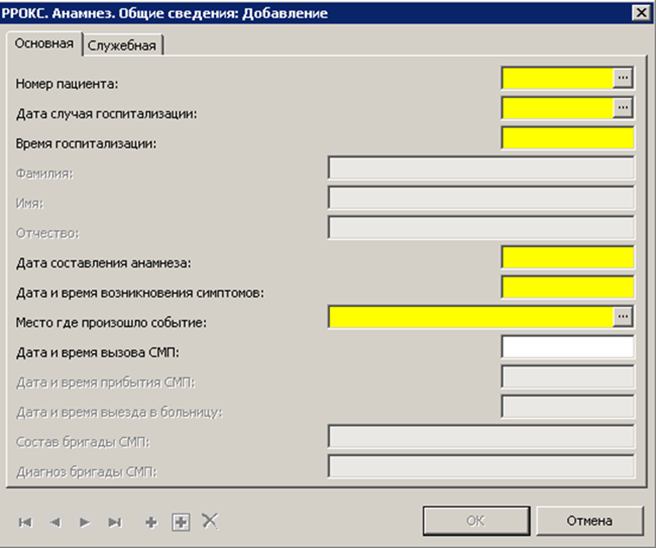 РРОКС. Анамнез. Общие сведения: Добавление
Основная Служебная
Номер пациента: ...
Дата случая госпитализации: ...
Время госпитализации:
Фамилия:
Имя:
Отчество:
Дата составления анамнеза:
Дата и время возникновения симптомов:
Место где произошло событие: ...
Дата и время вызова СМП:
Дата и время прибытия СМП:
Дата и время выезда в больницу:
Состав бригады СМП:
Диагноз бригады СМП:
ОК Отмена